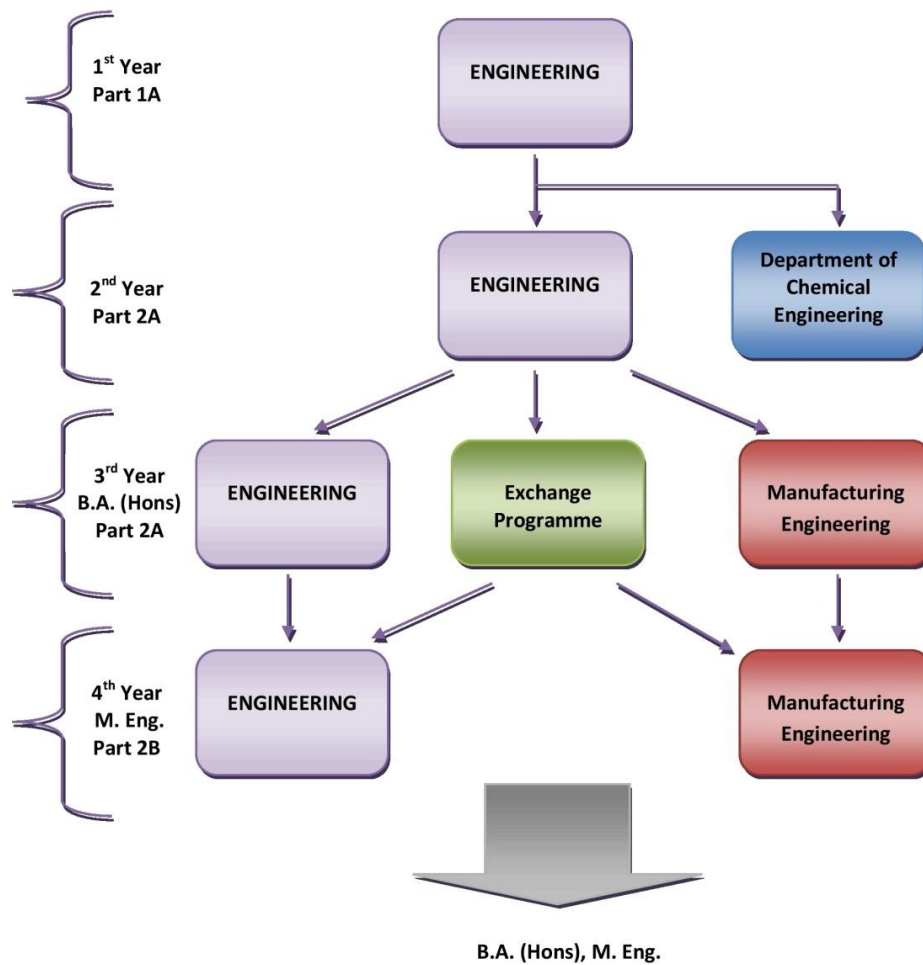 1st Year
Part 1A
ENGINEERING
2nd Year
Part 2A
ENGINEERING
Department of
Chemical
Engineering
3rd Year
B.A. (Hons)
Part 2A
ENGINEERING
Exchange
Programme
Manufacturing
Engineering
4th Year
M. Eng.
Part 2B
ENGINEERING
Manufacturing
Engineering
B.A. (Hons), M. Eng.